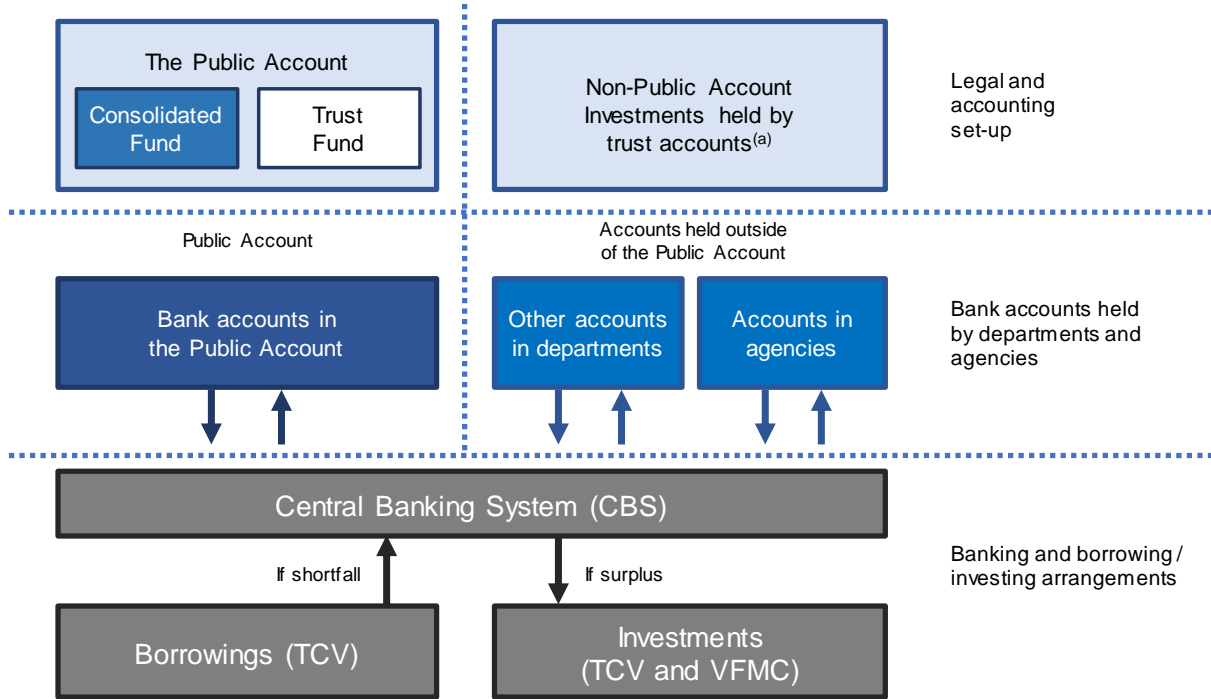 The Public Account
Consolidated
Fund
Trust
Fund
Non-Public Account
Investments held by
trust accounts(a)
Legal and
accounting
set-up
Public Account
Accounts held outside
of the Public Account
Bank accounts in
the Public Account
Other accounts
in departments
Accounts in
agencies
Bank accounts held
by departments and
agencies
Central Banking System (CBS)
If shortfall
If surplus
Banking and borrowing /
investing arrangements
Borrowings (TCV)
Investments
(TCV and VFMC)